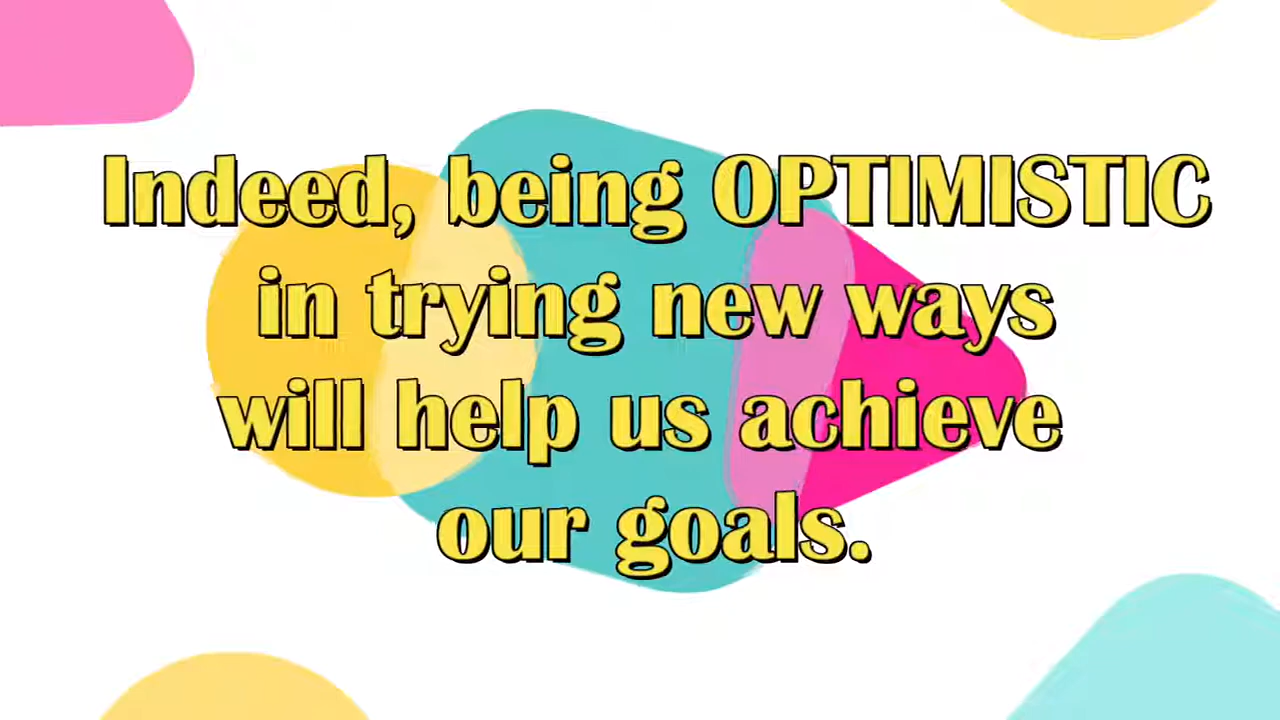 Indeed, being OPTIMISTIC
in trying new ways
will help us achieve
our goals.